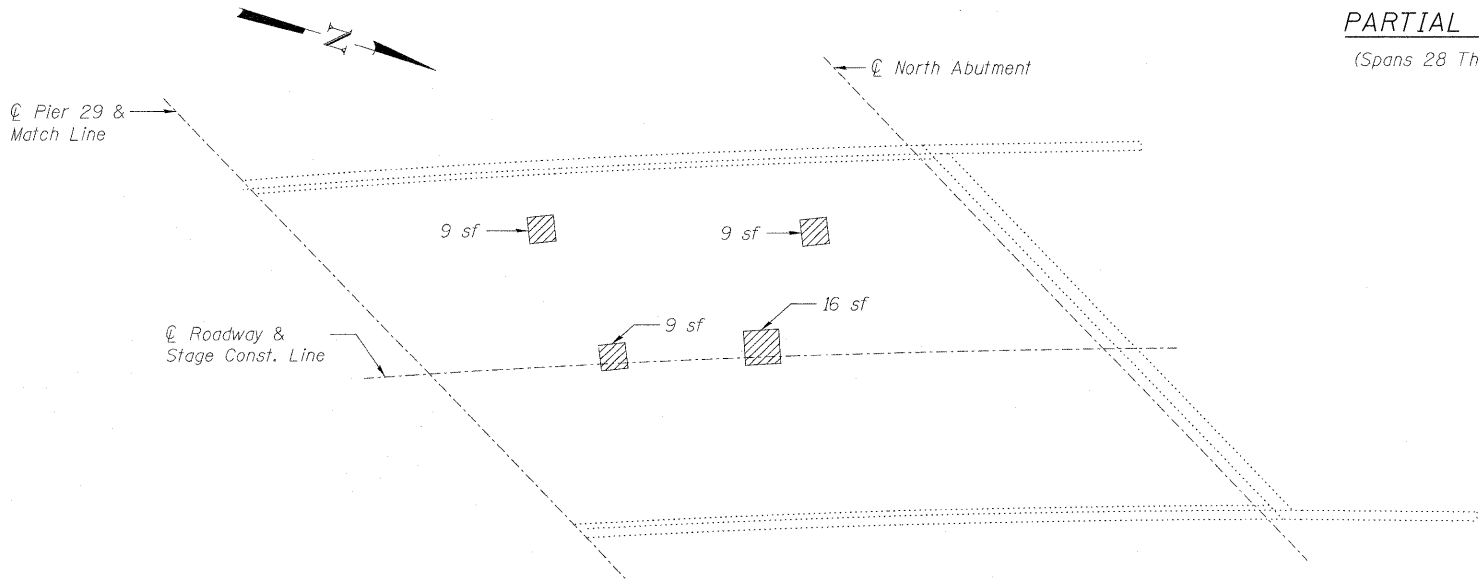 PARTIAL
(Spans 28 Th
N
℄ North Abutment
℄ Pier 29 &
Match Line
9 sf
9 sf
16 sf
9 sf
℄ Roadway &
Stage Const. Line